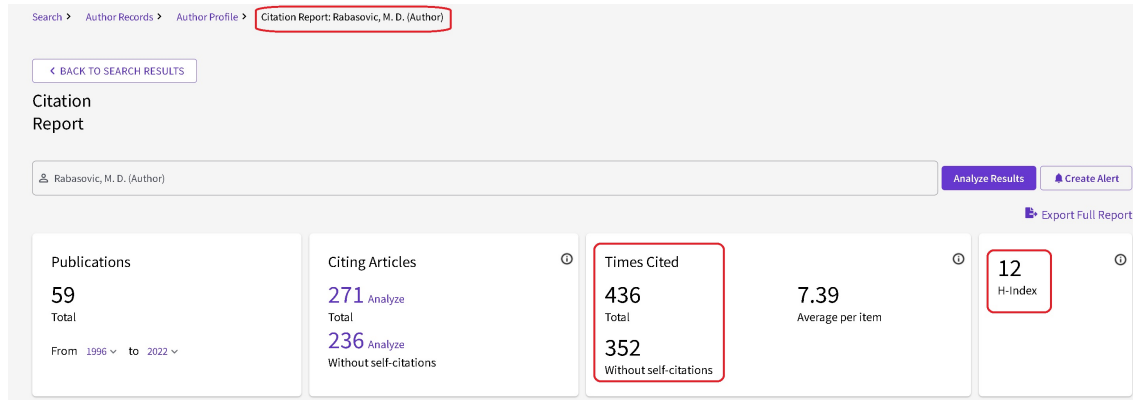 Search > Author Records > Author Profile > Citation Report: Rabasovic, M. D. (Author)
< BACK TO SEARCH RESULTS
Citation
Report
Rabasovic, M. D. (Author)
Analyze Results
Create Alert
Export Full Report
Publications
59
Total
From 1996 to 2022
Citing Articles
271 Analyze
Total
236 Analyze
Without self-citations
Times Cited
436
Total
352
Without self-citations
7.39
Average per item
12
H-Index